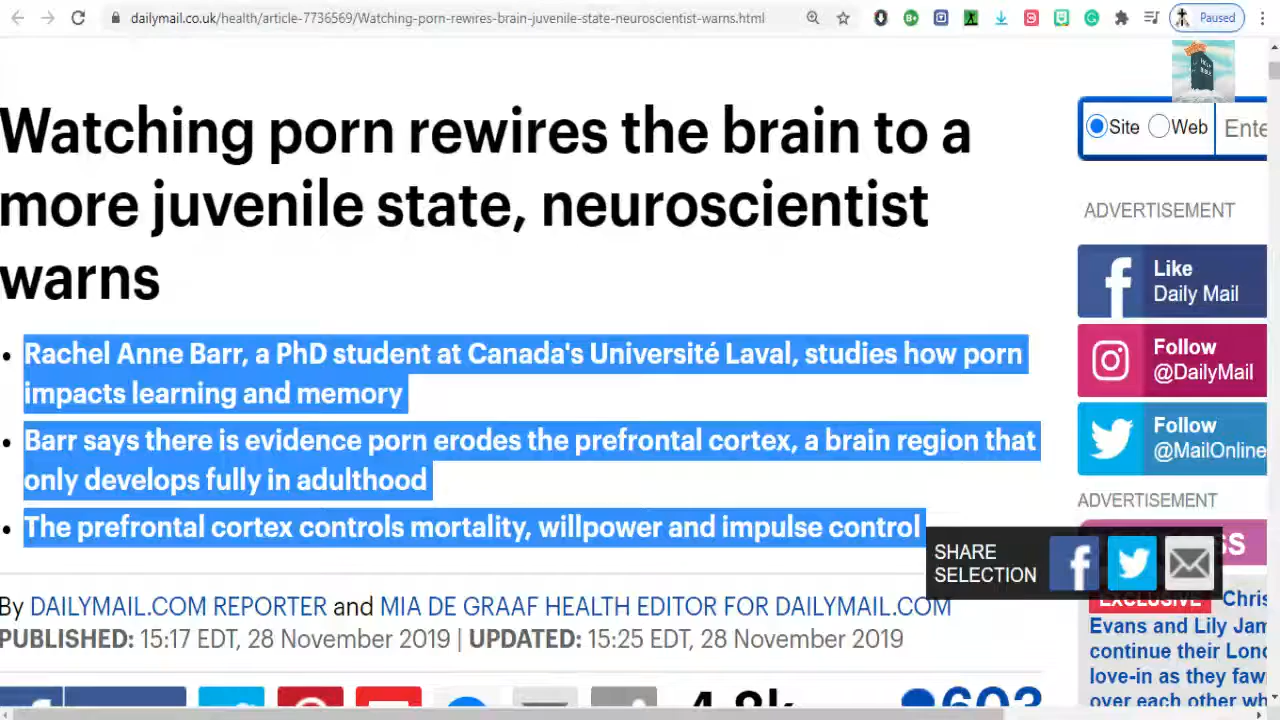 dailymail.co.uk/health/article-7736569/Watching-porn-rewires-brain-juvenile-state-neuroscientist-warns.html
Paused
Watching porn rewires the brain to a
more juvenile state, neuroscientist
warns
• Rachel Anne Barr, a PhD student at Canada's Université Laval, studies how porn
impacts learning and memory
• Barr says there is evidence porn erodes the prefrontal cortex, a brain region that
only develops fully in adulthood
• The prefrontal cortex controls mortality, willpower and impulse control
SHARE
SELECTION
By DAILYMAIL.COM REPORTER and MIA DE GRAAF HEALTH EDITOR FOR DAILYMAIL.COM
PUBLISHED: 15:17 EDT, 28 November 2019 | UPDATED: 15:25 EDT, 28 November 2019
Site Web Ente
ADVERTISEMENT
Like
Daily Mail
Follow
@DailyMail
Follow
@MailOnline
ADVERTISEMENT
EXCLUSIVE Chris
Evans and Lily Jam
continue their Lond
love-in as they faw
over each other wh